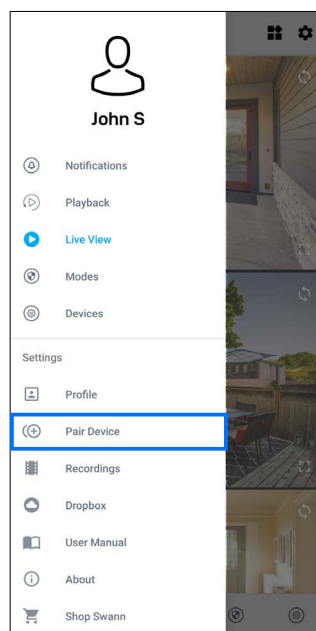 John S
Notifications
Playback
Live View
Modes
Devices
Settings
Profile
Pair Device
Recordings
Dropbox
User Manual
About
Shop Swann